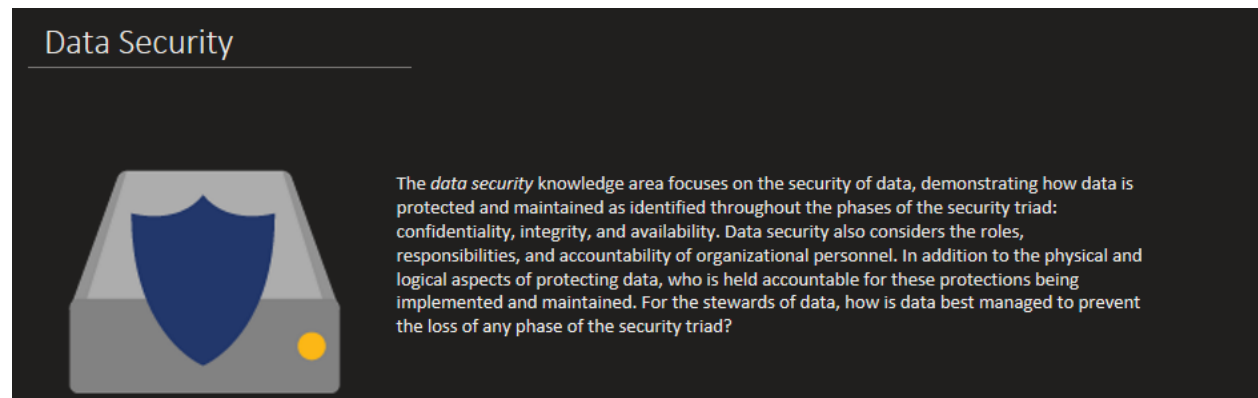 Data Security
The data security knowledge area focuses on the security of data, demonstrating how data is
protected and maintained as identified throughout the phases of the security triad:
confidentiality, integrity, and availability. Data security also considers the roles,
responsibilities, and accountability of organizational personnel. In addition to the physical and
logical aspects of protecting data, who is held accountable for these protections being
implemented and maintained. For the stewards of data, how is data best managed to prevent
the loss of any phase of the security triad?